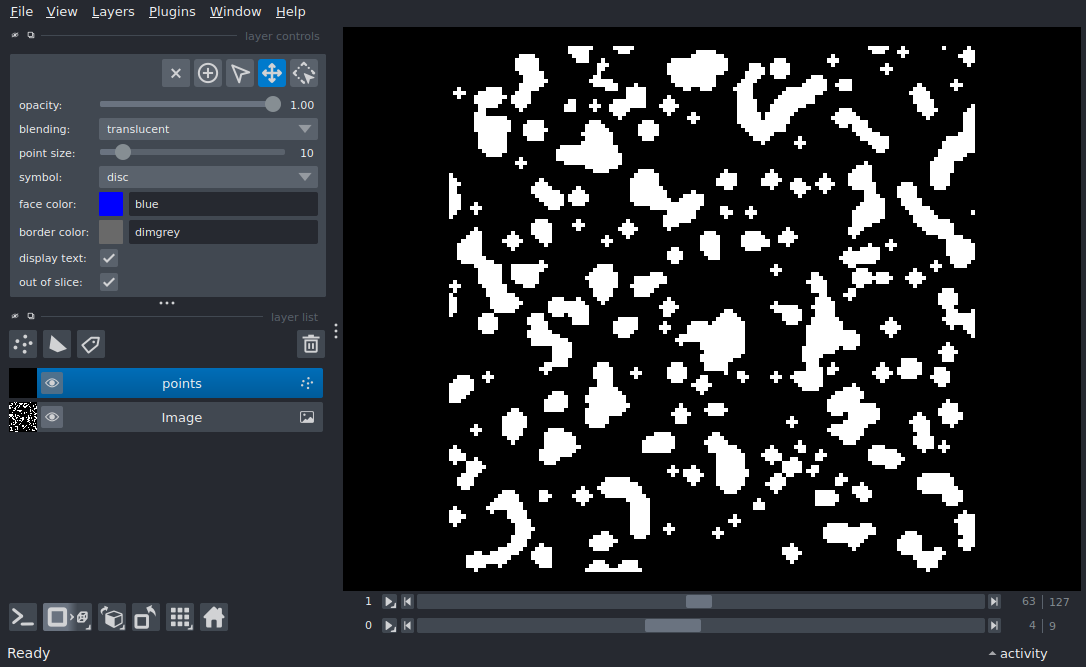 File View Layers Plugins Window Help
layer controls
opacity: 1.00
blending: translucent
point size: 10
symbol: disc
face color: blue
border color: dimgrey
display text:
out of slice:
layer list
points
Image
1 63 | 127
0 4 | 9
Ready activity